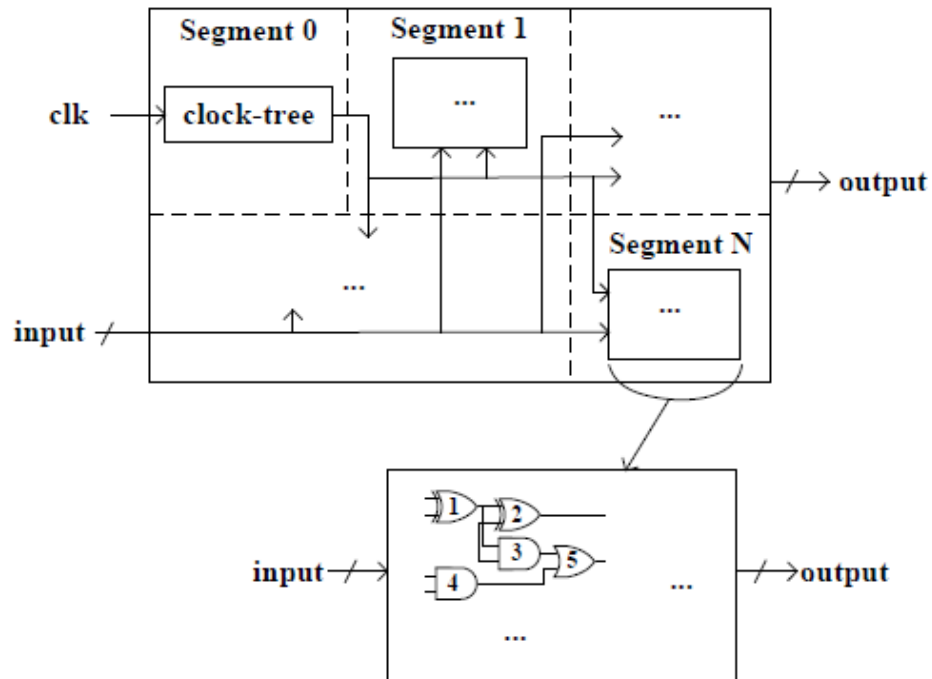 Segment 0
Segment 1
...
clk
clock-tree
...
output
Segment N
...
...
input
1
2
3
5
4
input
...
output
...